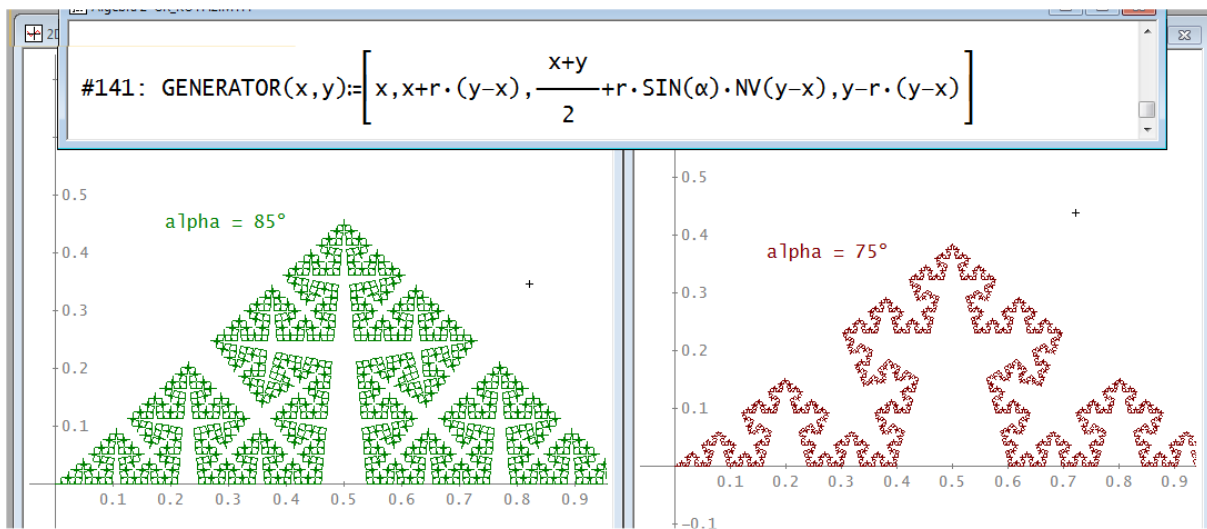 2D
#141: GENERATOR(x,y):=[x,x+r·(y−x),(x+y)/2+r·SIN(α)·NV(y−x),y−r·(y−x)]
0.5
alpha = 85°
0.4
0.3
0.2
0.1
0.1 0.2 0.3 0.4 0.5 0.6 0.7 0.8 0.9
0.5
0.4
alpha = 75°
0.3
0.2
0.1
0.1 0.2 0.3 0.4 0.5 0.6 0.7 0.8 0.9
-0.1